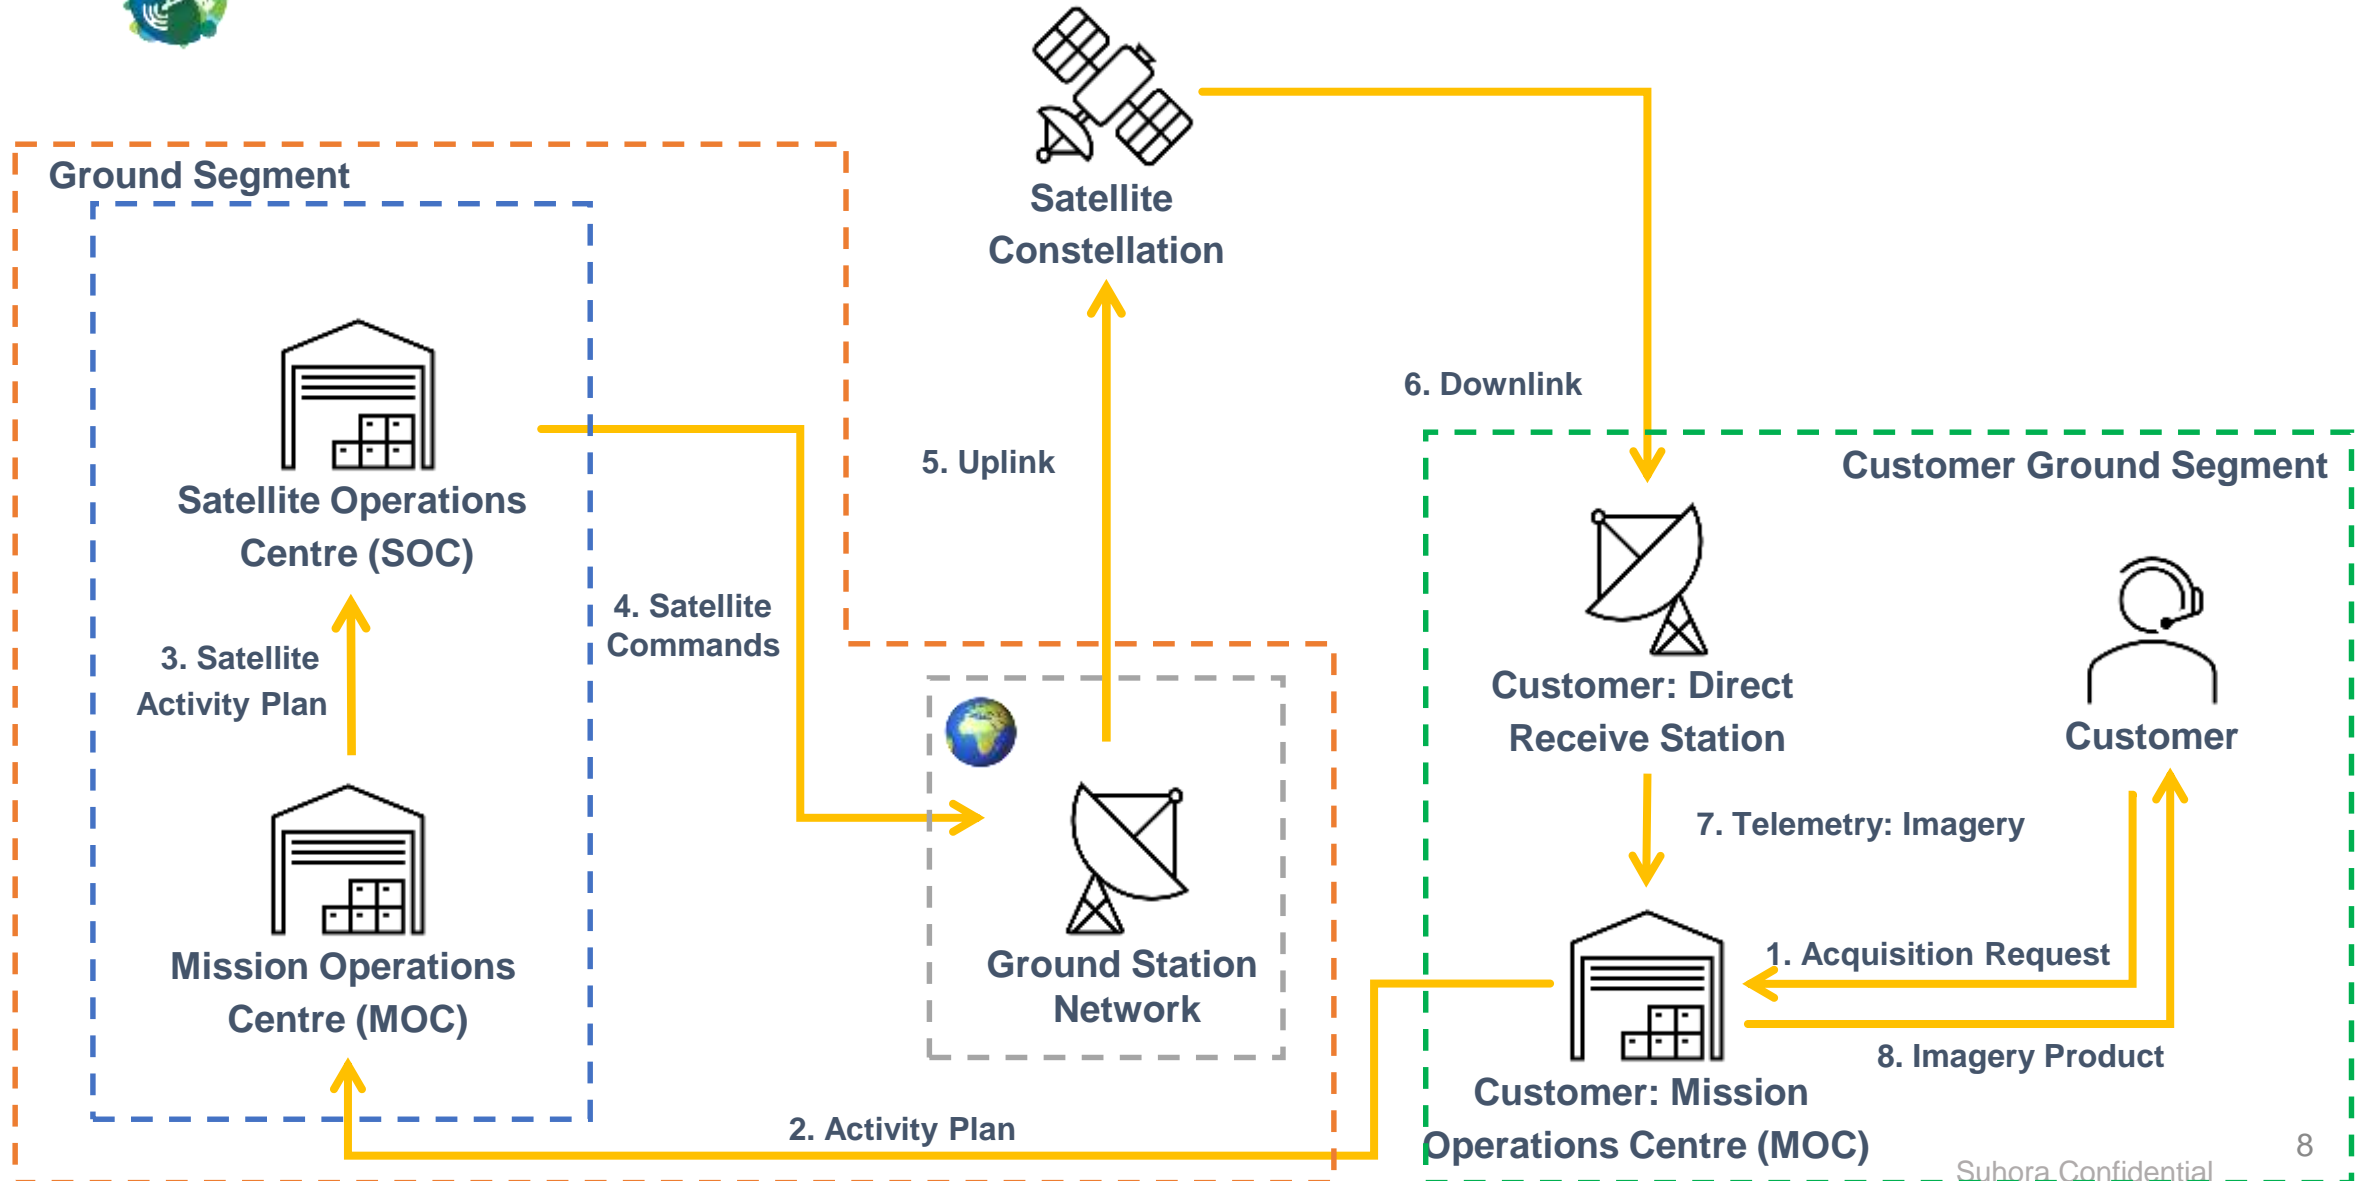 Ground Segment
Satellite
Constellation
6. Downlink
5. Uplink
Customer Ground Segment
Satellite Operations
Centre (SOC)
4. Satellite
Commands
3. Satellite
Activity Plan
Customer: Direct
Receive Station
Customer
7. Telemetry: Imagery
Mission Operations
Centre (MOC)
Ground Station
Network
1. Acquisition Request
8. Imagery Product
Customer: Mission
Operations Centre (MOC)
2. Activity Plan
8
Suhora Confidential